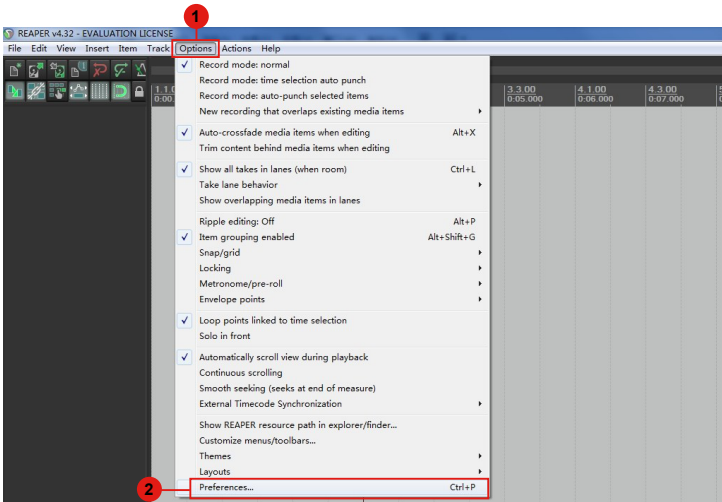 1
REAPER v4.32 - EVALUATION LICENSE
File Edit View Insert Item Track Options Actions Help
Record mode: normal
Record mode: time selection auto punch
Record mode: auto-punch selected items
New recording that overlaps existing media items
Auto-crossfade media items when editing Alt+X
Trim content behind media items when editing
Show all takes in lanes (when room) Ctrl+L
Take lane behavior
Show overlapping media items in lanes
Ripple editing: Off Alt+P
Item grouping enabled Alt+Shift+G
Snap/grid
Locking
Metronome/pre-roll
Envelope points
Loop points linked to time selection
Solo in front
Automatically scroll view during playback
Continuous scrolling
Smooth seeking (seeks at end of measure)
External Timecode Synchronization
Show REAPER resource path in explorer/finder...
Customize menus/toolbars...
Themes
Layouts
2 Preferences... Ctrl+P
3.3.00 4.1.00 4.3.00
0:05.000 0:06.000 0:07.000